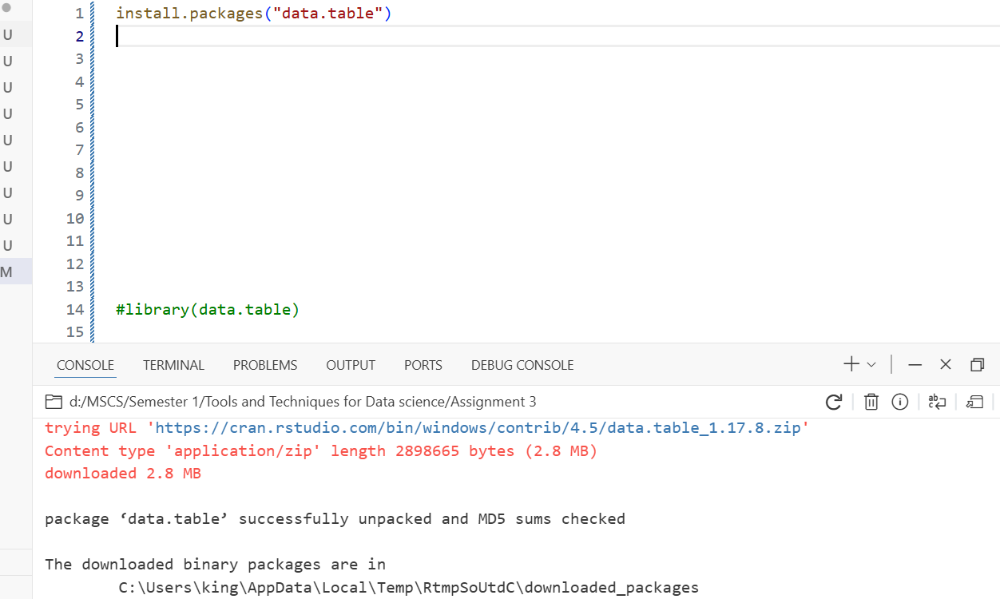 1 install.packages("data.table")
U 2
U 3
U 4
U 5
U 6
U 7
U 8
U 9
U 10
M 11
12
13
14 #library(data.table)
15
CONSOLE TERMINAL PROBLEMS OUTPUT PORTS DEBUG CONSOLE
d:/MSCS/Semester 1/Tools and Techniques for Data science/Assignment 3
trying URL 'https://cran.rstudio.com/bin/windows/contrib/4.5/data.table_1.17.8.zip'
Content type 'application/zip' length 2898665 bytes (2.8 MB)
downloaded 2.8 MB
package ‘data.table’ successfully unpacked and MD5 sums checked
The downloaded binary packages are in
C:\Users\king\AppData\Local\Temp\RtmpSoUtdC\downloaded_packages